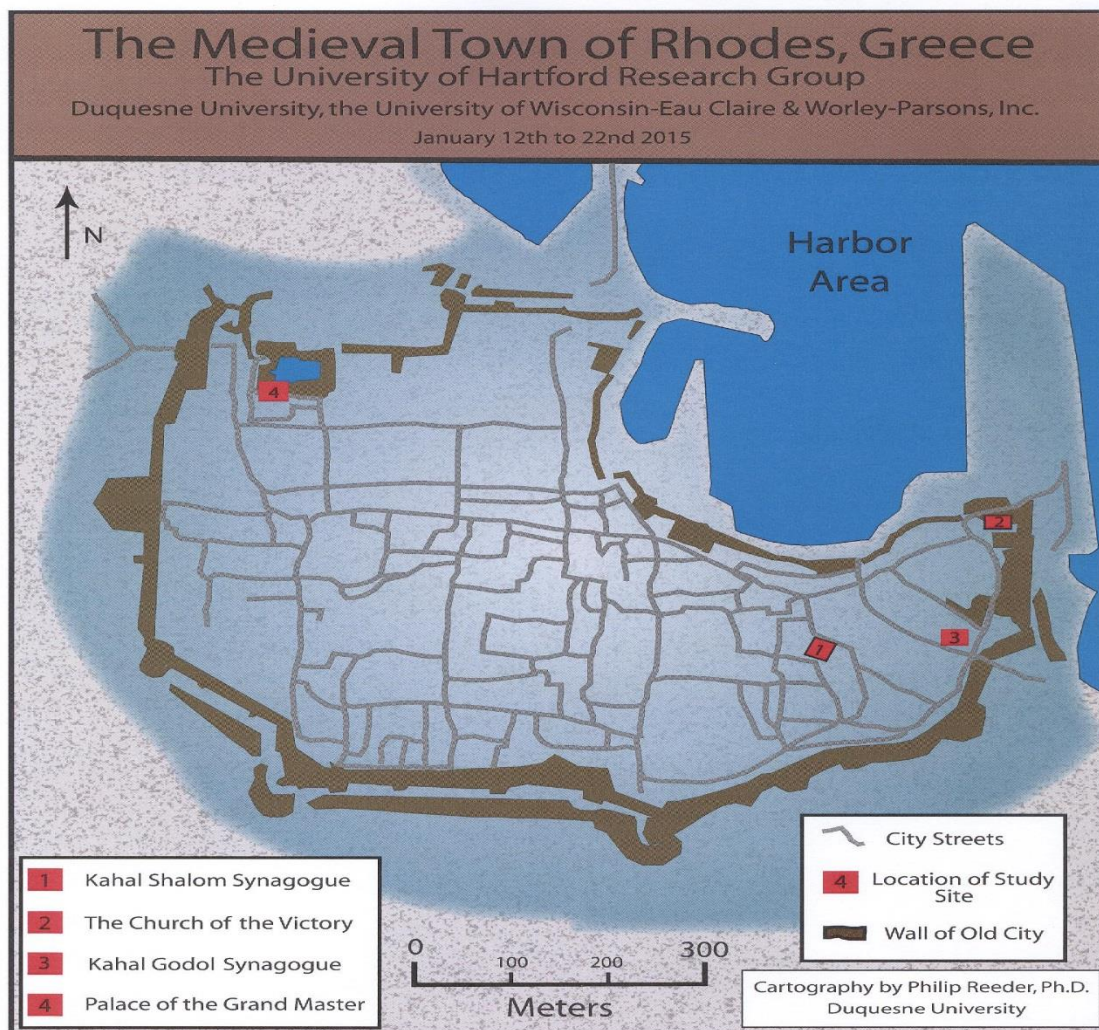 The Medieval Town of Rhodes, Greece
The University of Hartford Research Group
Duquesne University, the University of Wisconsin-Eau Claire & Worley-Parsons, Inc.
January 12th to 22nd 2015
N
Harbor
Area
4
2
3
1
1 Kahal Shalom Synagogue
2 The Church of the Victory
3 Kahal Godol Synagogue
4 Palace of the Grand Master
0 100 200 300
Meters
City Streets
4 Location of Study
Site
Wall of Old City
Cartography by Philip Reeder, Ph.D.
Duquesne University